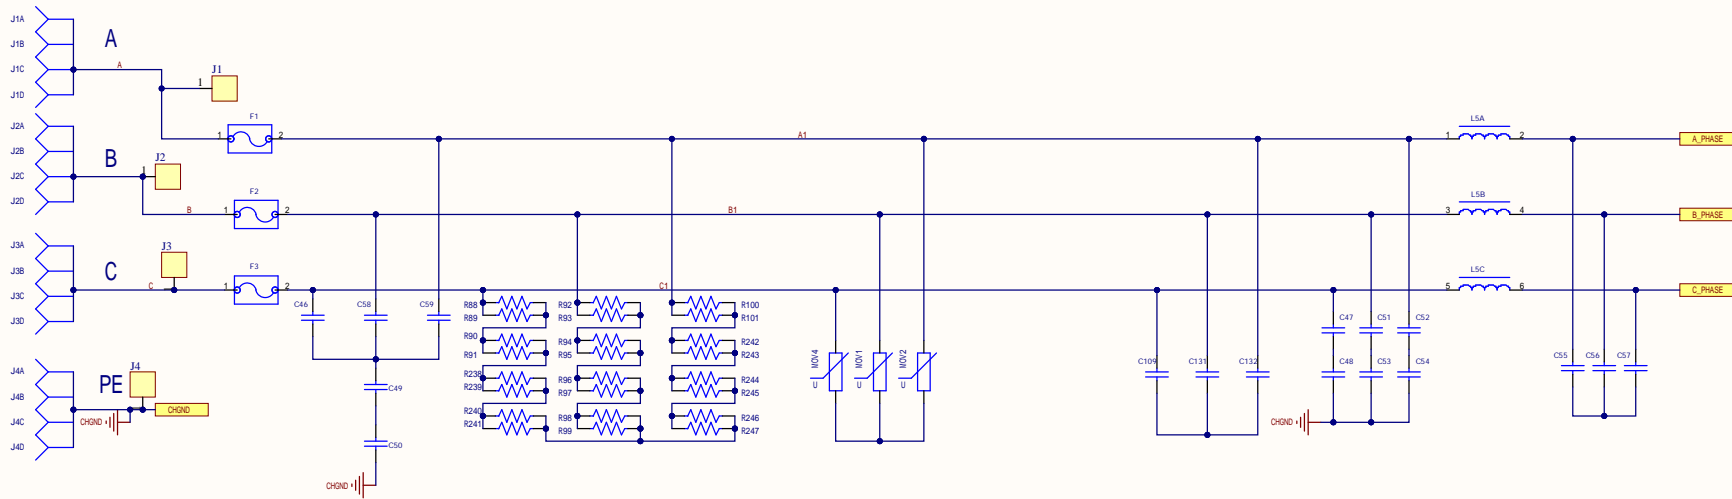 J1A
J1B
J1C
J1D
A
A
J1
1
J2A
J2B
J2C
J2D
B
B
J2
1
J3A
J3B
J3C
J3D
C
C
J3
J4A
J4B
J4C
J4D
PE
J4
CHGND
CHGND
F1
1
2
F2
1
2
F3
1
2
A1
B1
C1
C46
C58
C59
C49
C50
CHGND
R88
R89
R90
R91
R238
R239
R240
R241
R92
R93
R94
R95
R96
R97
R98
R99
R100
R101
R242
R243
R244
R245
R246
R247
MOV4
U
MOV1
U
MOV2
U
C109
C131
C132
C47
C51
C52
C48
C53
C54
CHGND
L5A
1
2
L5B
3
4
L5C
5
6
C55
C56
C57
A_PHASE
B_PHASE
C_PHASE